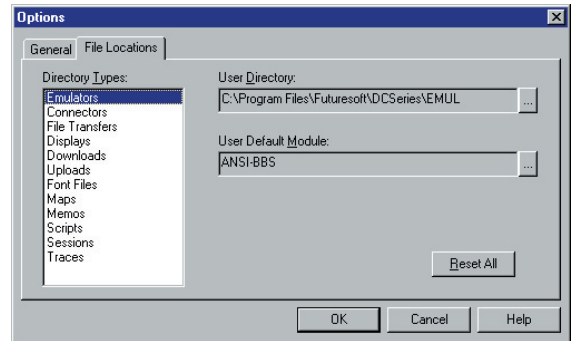 Options
General File Locations
Directory Types:
Emulators
Connectors
File Transfers
Displays
Downloads
Uploads
Font Files
Maps
Memos
Scripts
Sessions
Traces
User Directory:
C:\Program Files\Futuresoft\DCSeries\EMUL
...
User Default Module:
ANSI-BBS
...
Reset All
OK Cancel Help